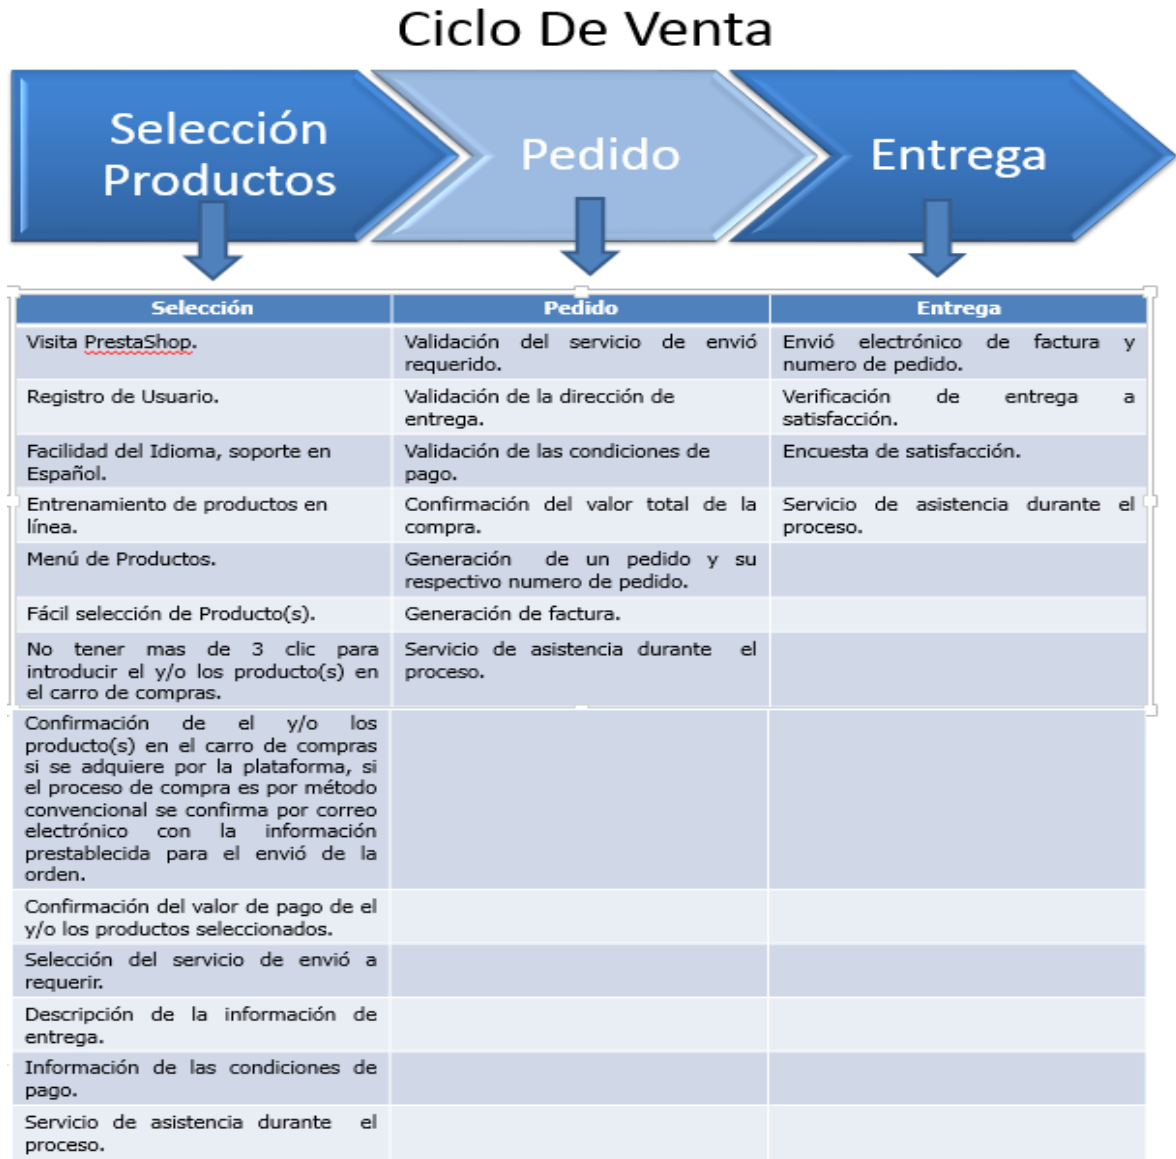 Ciclo De Venta
Selección
Productos
Pedido
Entrega
Selección
Pedido
Entrega
Visita PrestaShop.
Validación del servicio de envió
requerido.
Envió electrónico de factura y
numero de pedido.
Registro de Usuario.
Validación de la dirección de
entrega.
Verificación de entrega a
satisfacción.
Facilidad del Idioma, soporte en
Español.
Validación de las condiciones de
pago.
Encuesta de satisfacción.
Entrenamiento de productos en
línea.
Confirmación del valor total de la
compra.
Servicio de asistencia durante el
proceso.
Menú de Productos.
Generación de un pedido y su
respectivo numero de pedido.
Fácil selección de Producto(s).
Generación de factura.
No tener mas de 3 clic para
introducir el y/o los producto(s) en
el carro de compras.
Servicio de asistencia durante el
proceso.
Confirmación de el y/o los
producto(s) en el carro de compras
si se adquiere por la plataforma, si
el proceso de compra es por método
convencional se confirma por correo
electrónico con la información
prestablecida para el envió de la
orden.
Confirmación del valor de pago de el
y/o los productos seleccionados.
Selección del servicio de envió a
requerir.
Descripción de la información de
entrega.
Información de las condiciones de
pago.
Servicio de asistencia durante el
proceso.